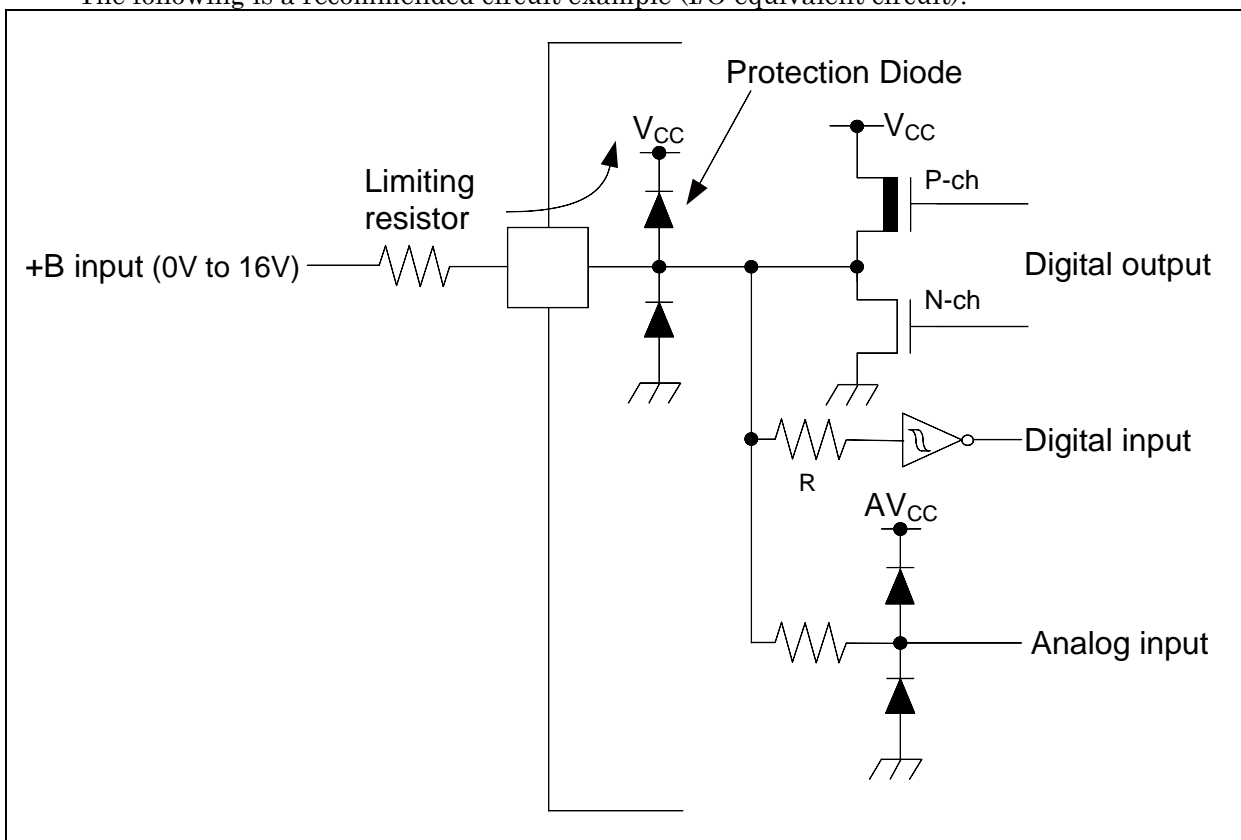 The following is a recommended circuit example (I/O equivalent circuit).
Protection Diode
VCC
VCC
Limiting
resistor
P-ch
+B input (0V to 16V)
Digital output
N-ch
Digital input
R
AVCC
Analog input